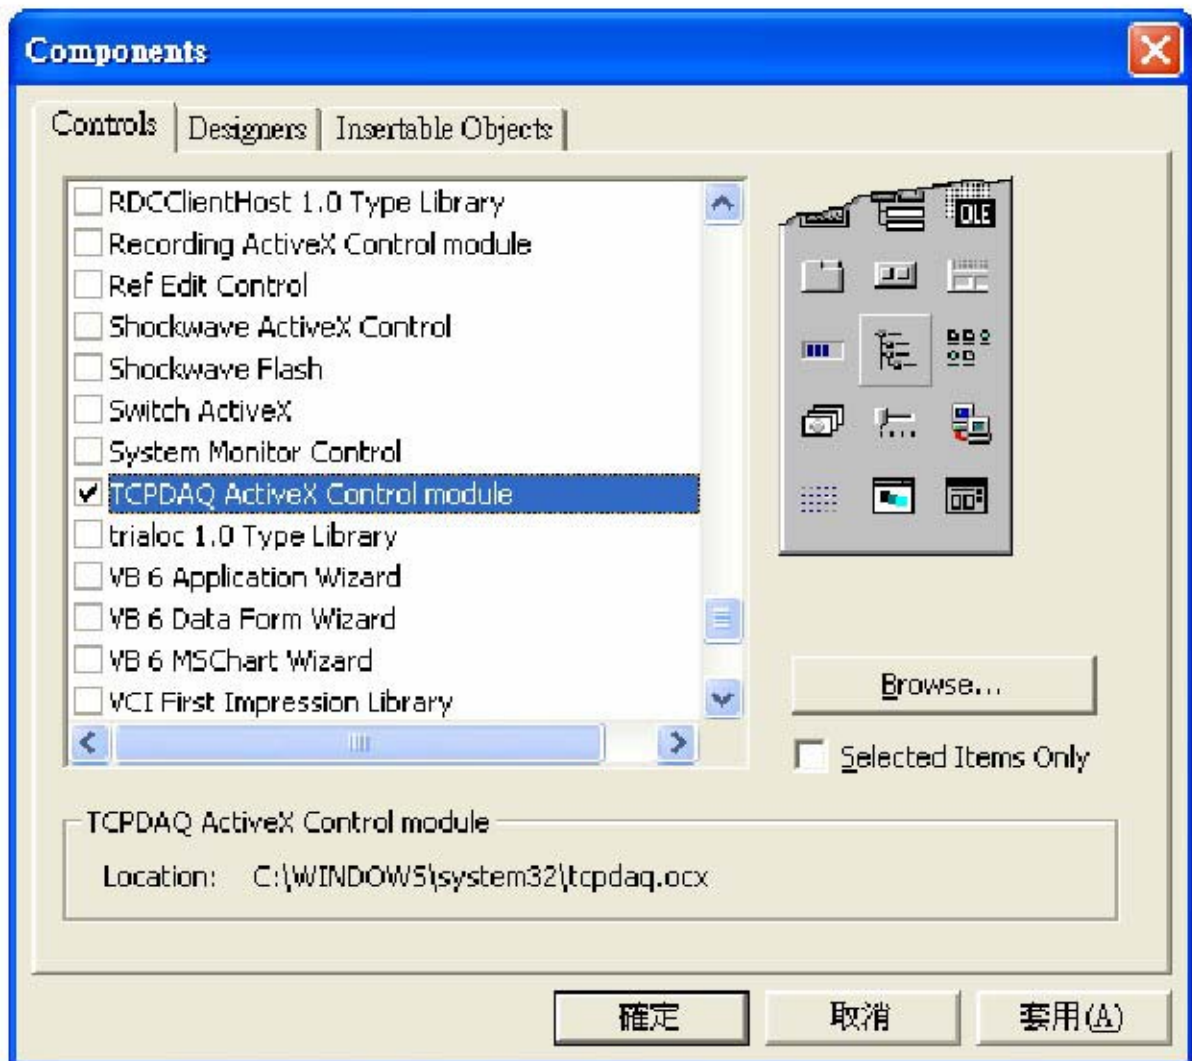 Components
Controls
Designers
Insertable Objects
RDCClientHost 1.0 Type Library
Recording ActiveX Control module
Ref Edit Control
Shockwave ActiveX Control
Shockwave Flash
Switch ActiveX
System Monitor Control
TCPDAQ ActiveX Control module
trialoc 1.0 Type Library
VB 6 Application Wizard
VB 6 Data Form Wizard
VB 6 MSChart Wizard
VCI First Impression Library
OLE
Browse...
Selected Items Only
TCPDAQ ActiveX Control module
Location: C:\WINDOWS\system32\tcpdaq.ocx
確定
取消
套用(A)